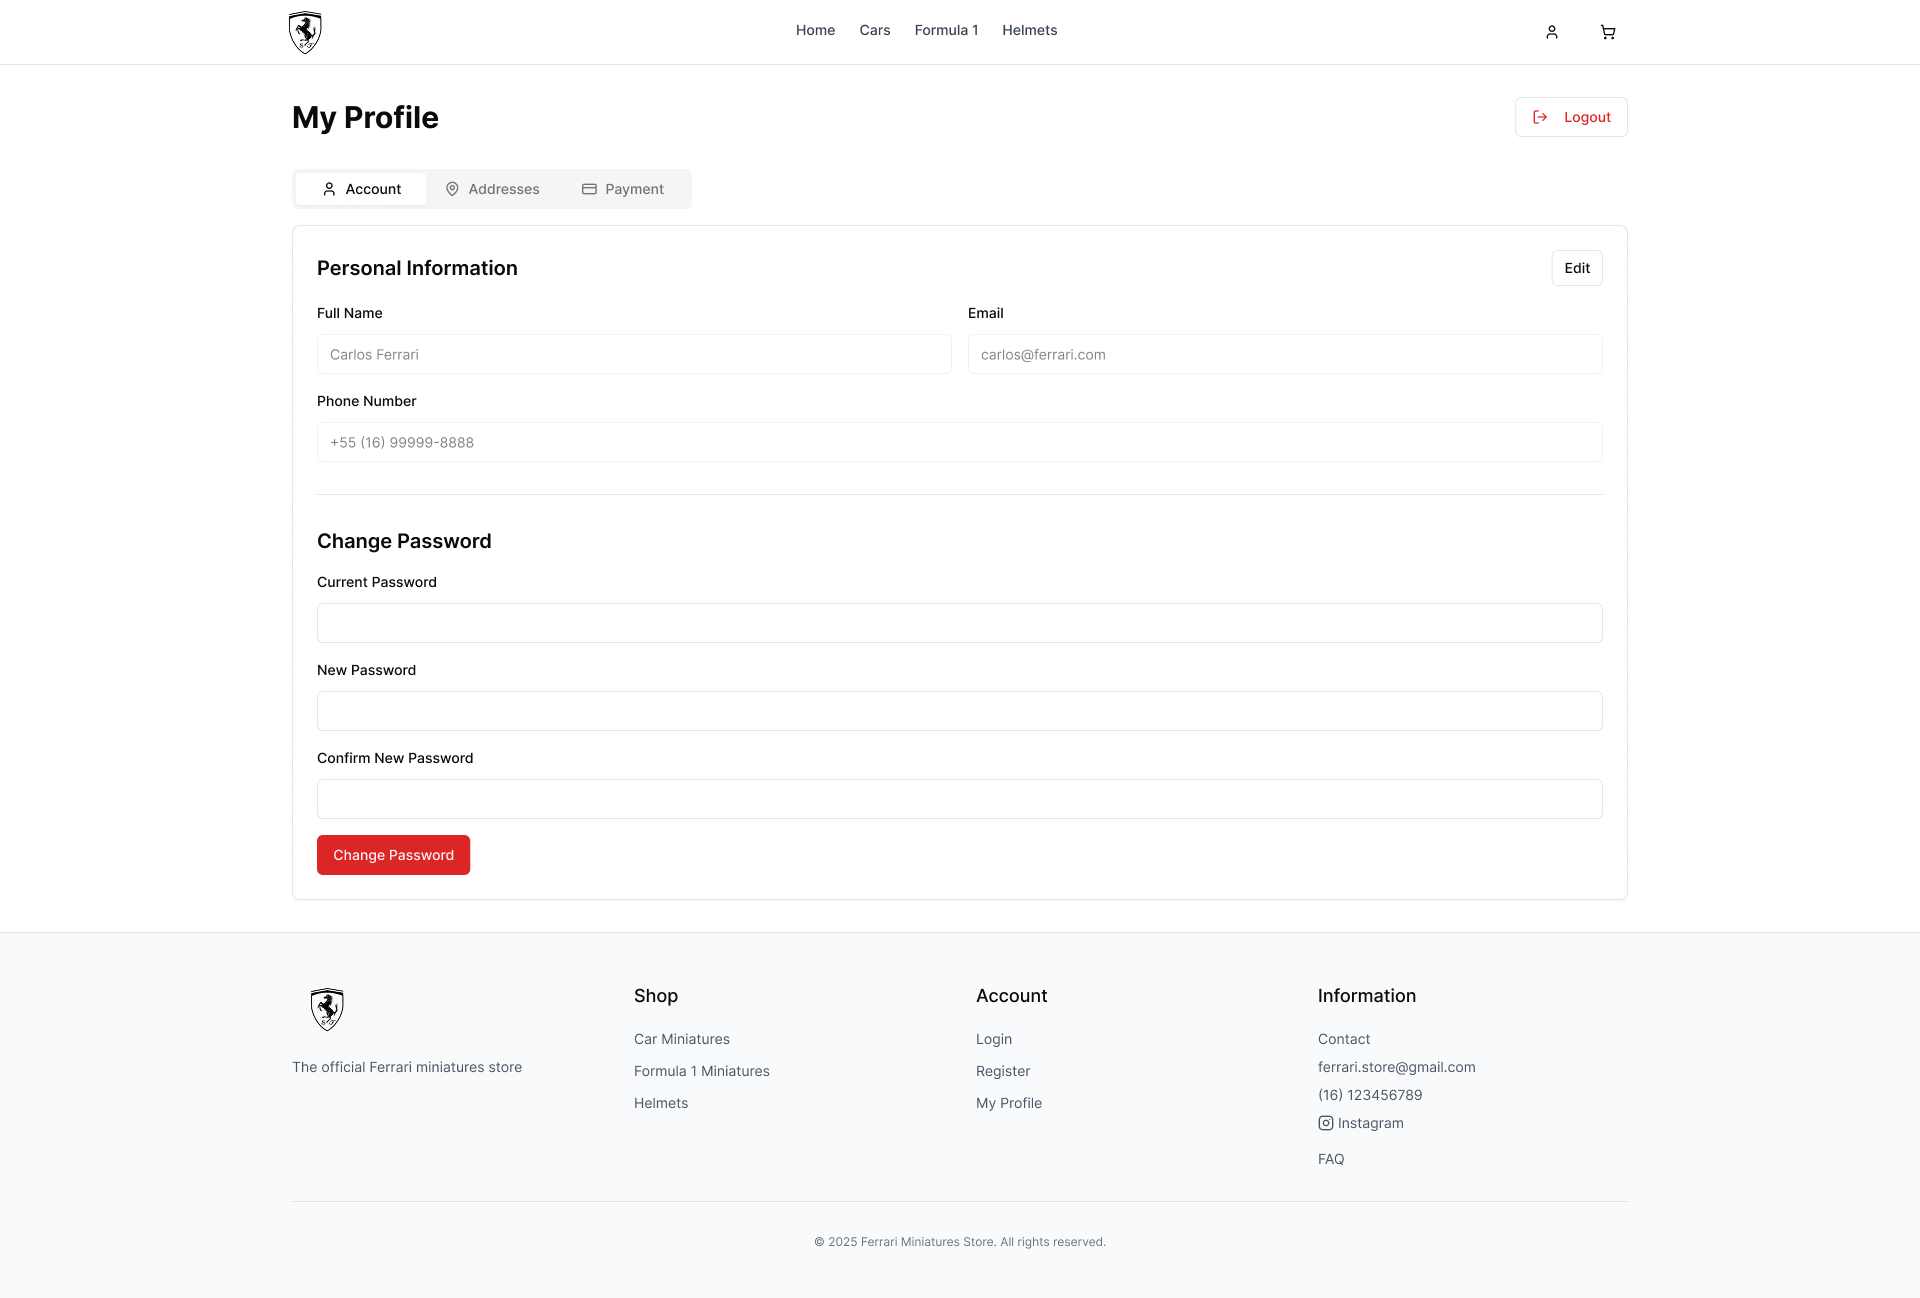 Home Cars Formula 1 Helmets
My Profile
Logout
Account Addresses Payment
Personal Information
Edit
Full Name
Carlos Ferrari
Email
carlos@ferrari.com
Phone Number
+55 (16) 99999-8888
Change Password
Current Password
New Password
Confirm New Password
Change Password
S F
The official Ferrari miniatures store
Shop
Car Miniatures
Formula 1 Miniatures
Helmets
Account
Login
Register
My Profile
Information
Contact
ferrari.store@gmail.com
(16) 123456789
Instagram
FAQ
© 2025 Ferrari Miniatures Store. All rights reserved.